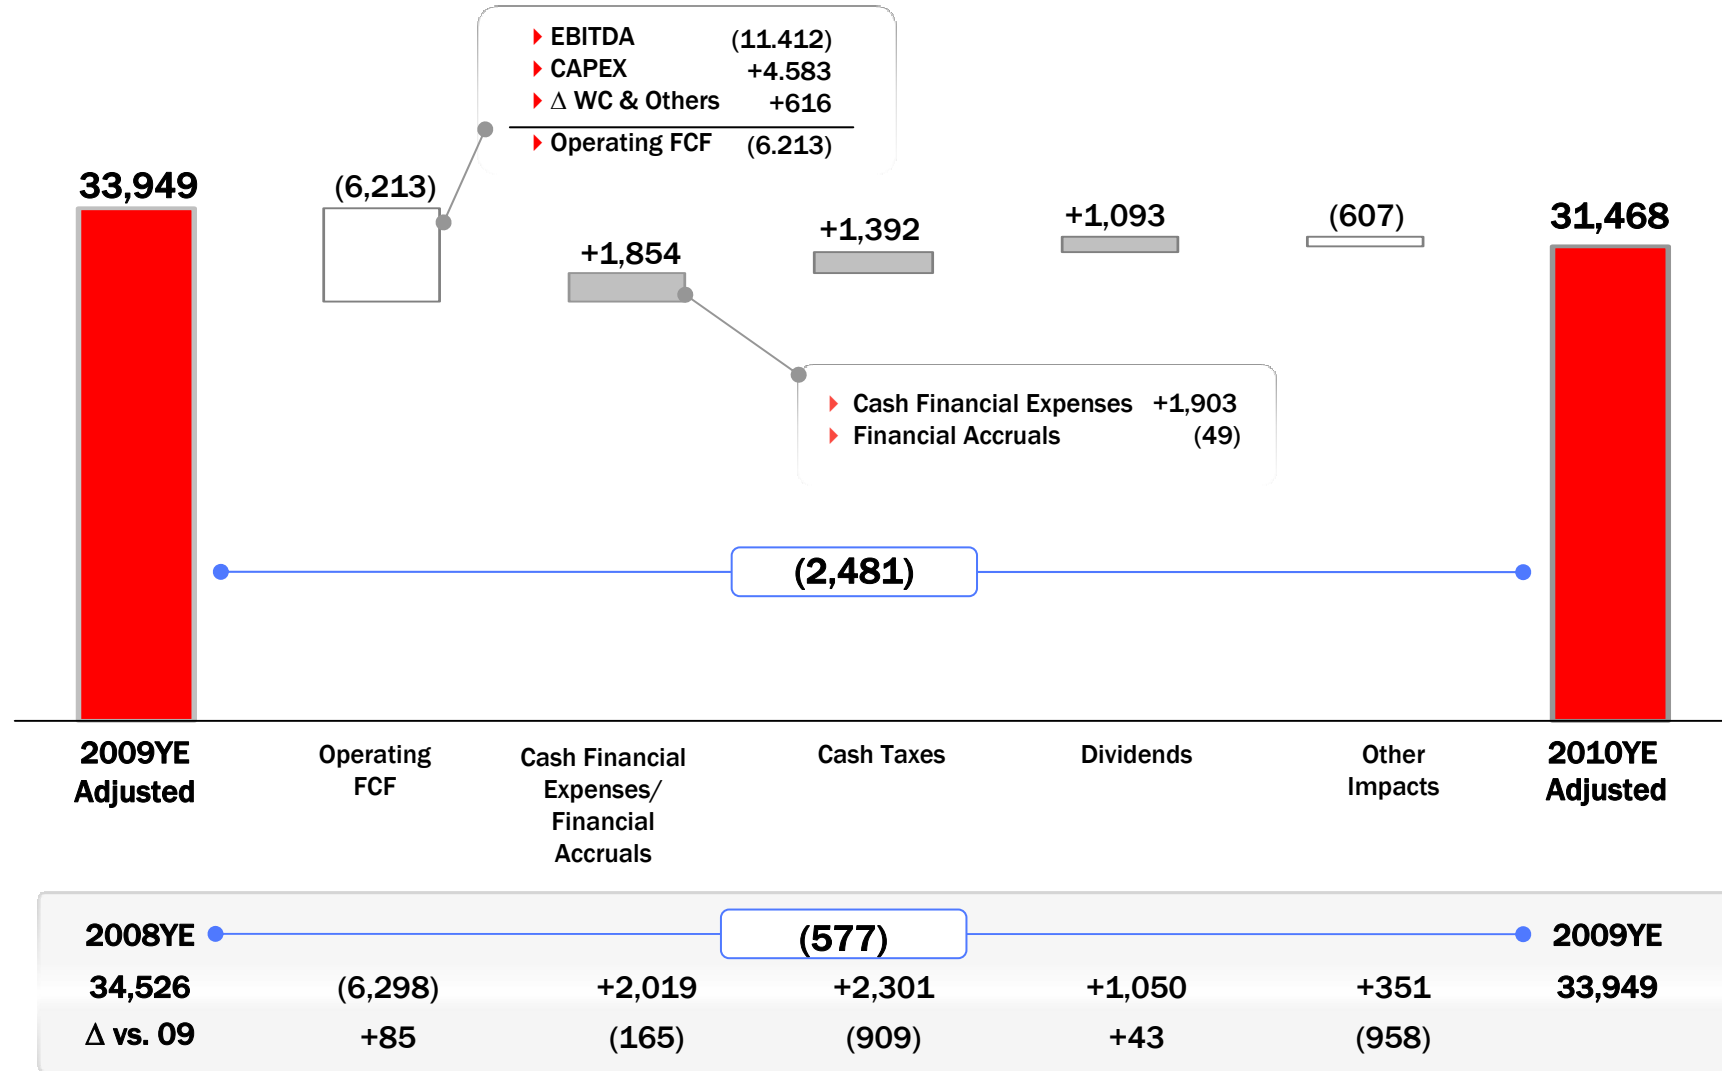 EBITDA (11.412)
CAPEX +4.583
Δ WC & Others +616
Operating FCF (6.213)
33,949
(6,213)
+1,854
+1,392
+1,093
(607)
31,468
Cash Financial Expenses +1,903
Financial Accruals (49)
(2,481)
2009YE
Adjusted
Operating
FCF
Cash Financial
Expenses/
Financial
Accruals
Cash Taxes
Dividends
Other
Impacts
2010YE
Adjusted
2008YE (577) 2009YE
34,526 (6,298) +2,019 +2,301 +1,050 +351 33,949
Δ vs. 09 +85 (165) (909) +43 (958)